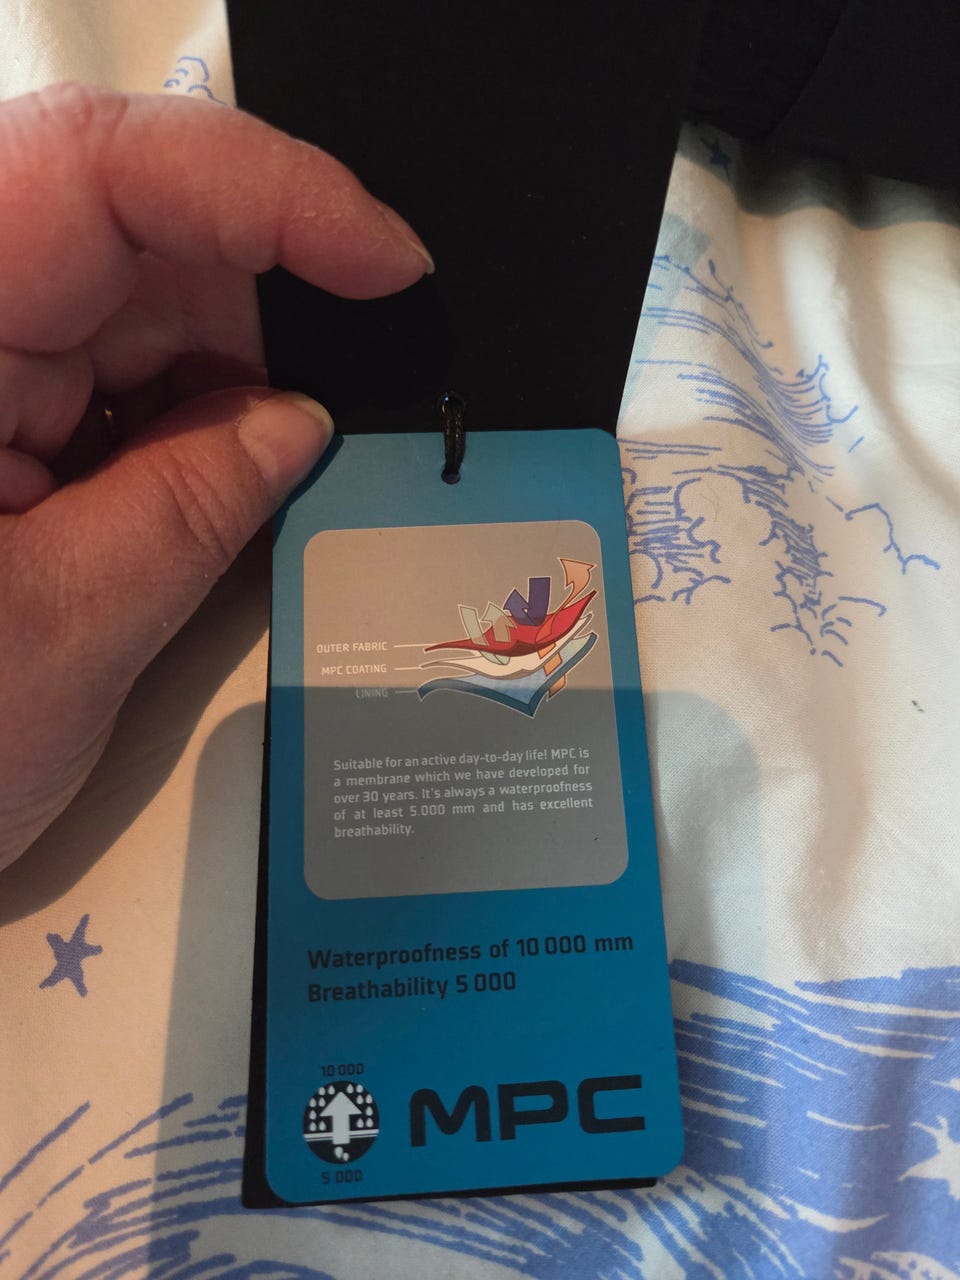 OUTER FABRIC
MPC COATING
LINING
Suitable for an active day-to-day life! MPC is
a membrane which we have developed for
over 30 years. It's always a waterproofness
of at least 5.000 mm and has excellent
breathability.
Waterproofness of 10 000 mm
Breathability 5 000
10 000
MPC
5 000